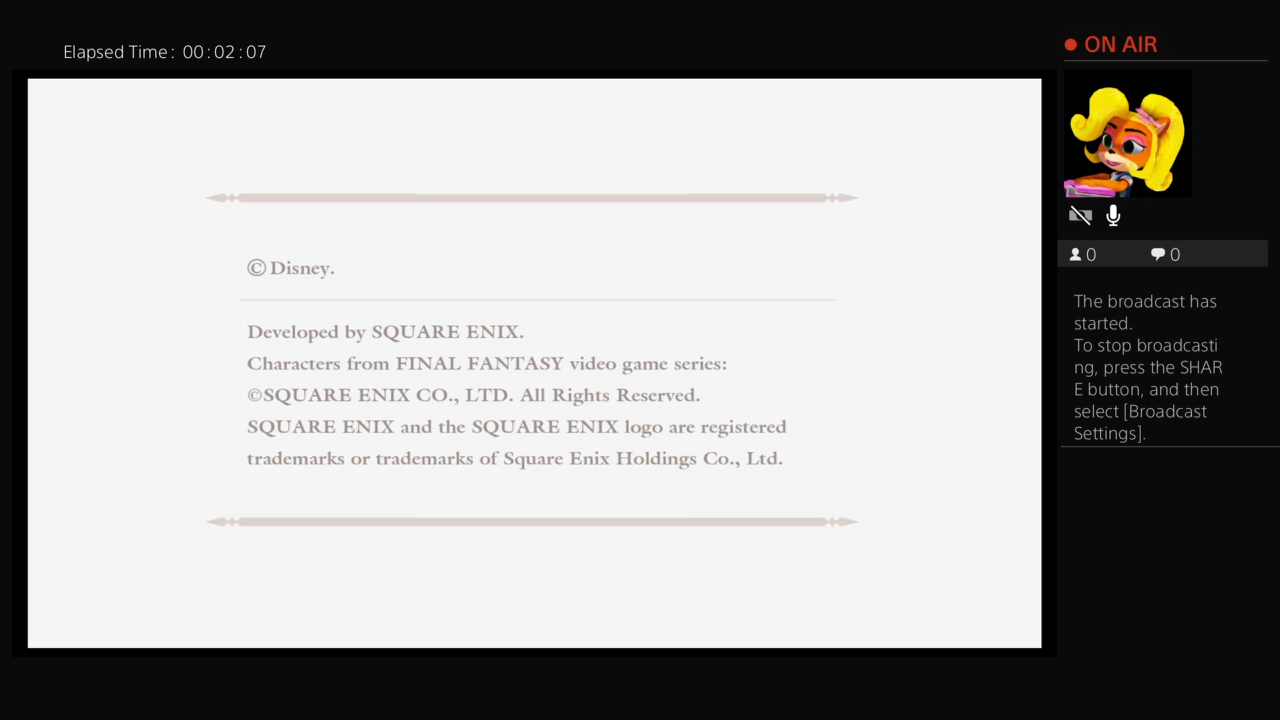 Elapsed Time: 00:02:07
ON AIR
0 0
The broadcast has
started.
To stop broadcasti
ng, press the SHAR
E button, and then
select [Broadcast
Settings].
©Disney.
Developed by SQUARE ENIX.
Characters from FINAL FANTASY video game series:
©SQUARE ENIX CO., LTD. All Rights Reserved.
SQUARE ENIX and the SQUARE ENIX logo are registered
trademarks or trademarks of Square Enix Holdings Co., Ltd.